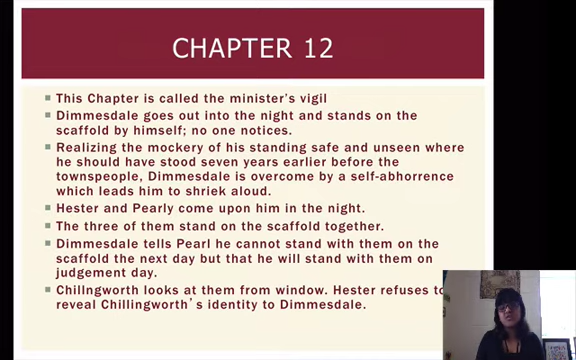 CHAPTER 12
This Chapter is called the minister's vigil
Dimmesdale goes out into the night and stands on the
scaffold by himself; no one notices.
Realizing the mockery of his standing safe and unseen where
he should have stood seven years earlier before the
townspeople, Dimmesdale is overcome by a self-abhorrence
which leads him to shriek aloud.
Hester and Pearly come upon him in the night.
The three of them stand on the scaffold together.
Dimmesdale tells Pearl he cannot stand with them on the
scaffold the next day but that he will stand with them on
judgement day.
Chillngworth looks at them from window. Hester refuses to
reveal Chillingworth's identity to Dimmesdale.